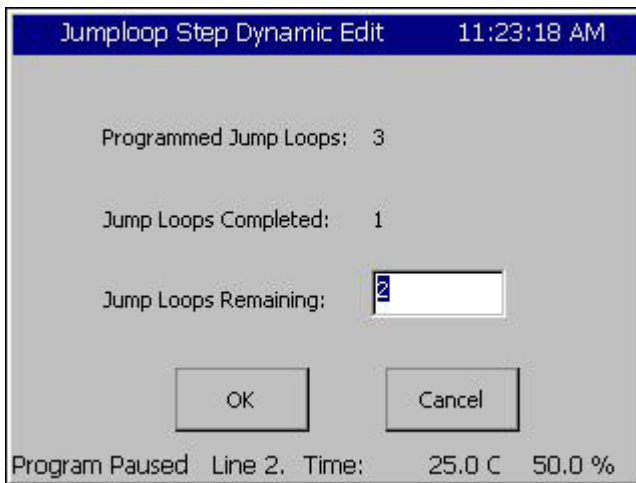 Jumploop Step Dynamic Edit 11:23:18 AM
Programmed Jump Loops: 3
Jump Loops Completed: 1
Jump Loops Remaining: 2
OK Cancel
Program Paused Line 2. Time: 25.0 C 50.0 %